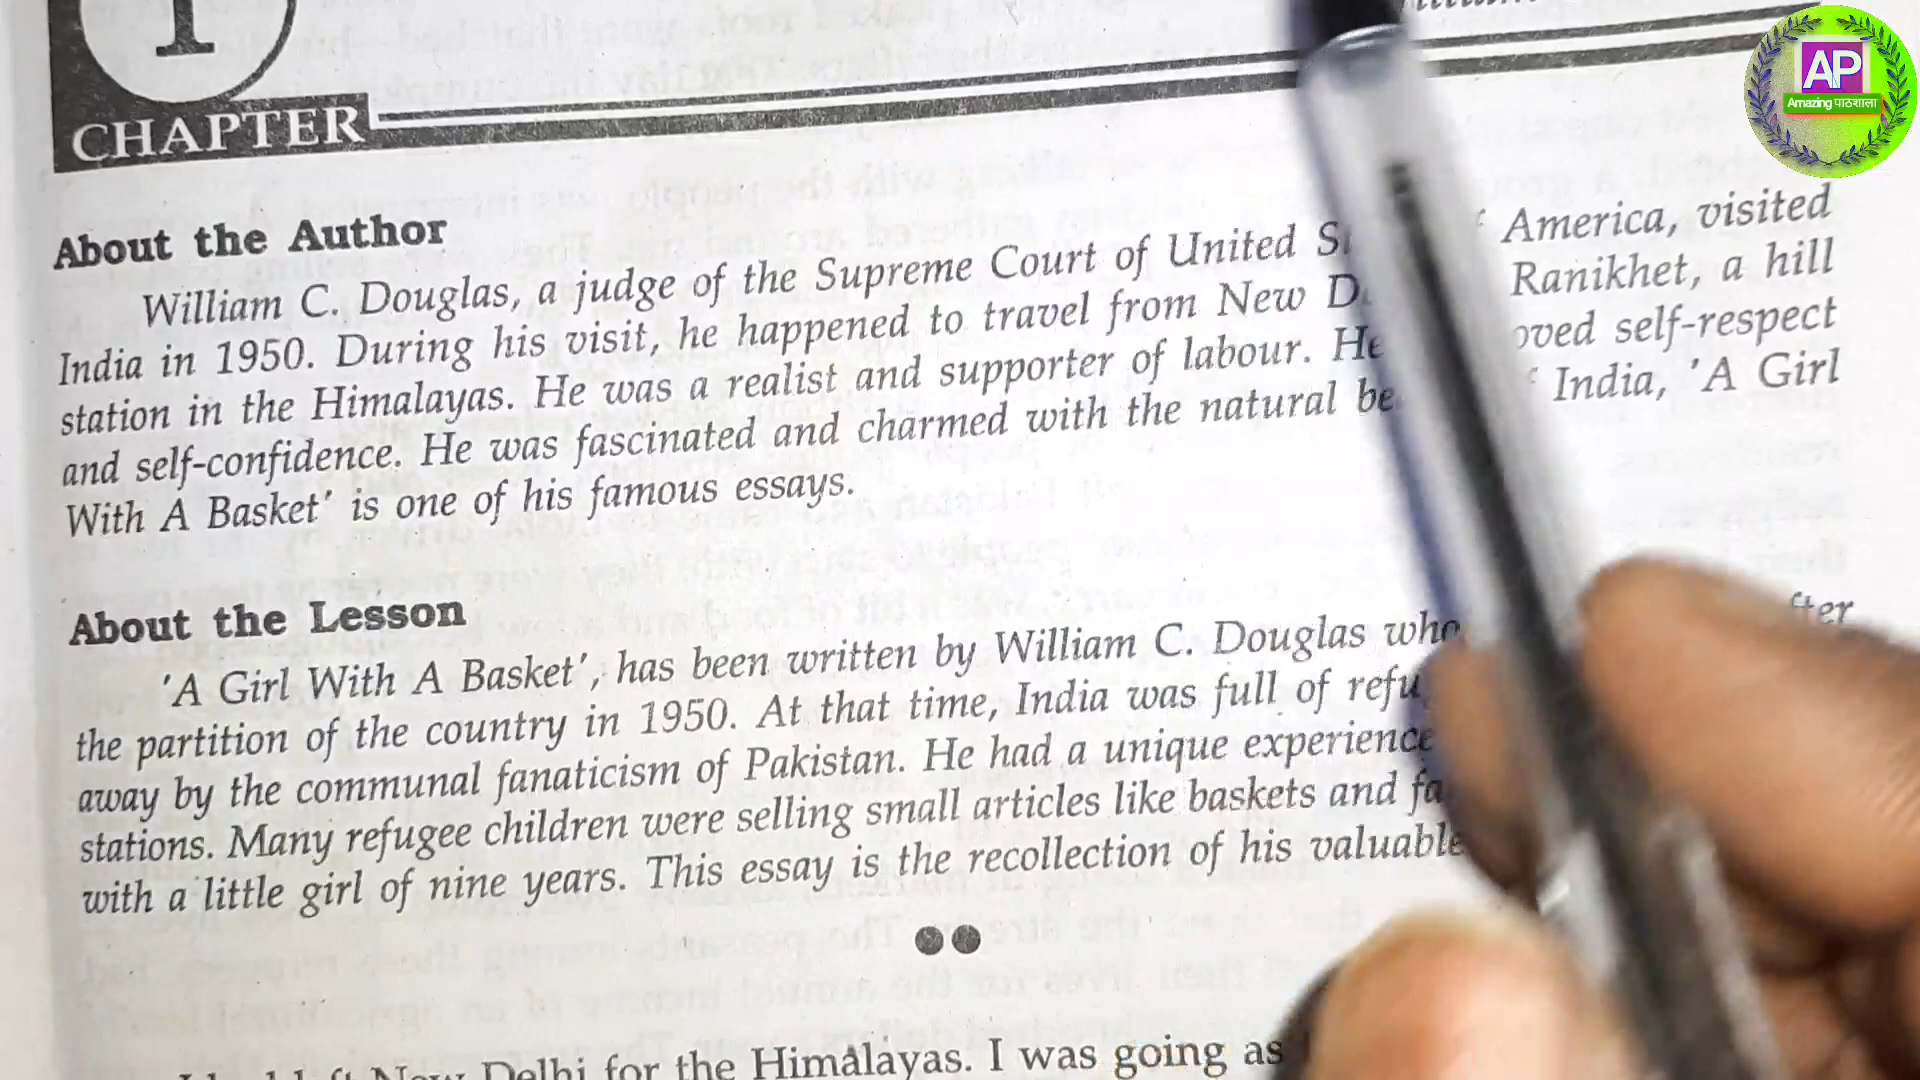 1
CHAPTER
AP
Amazing पाठशाला
About the Author
William C. Douglas, a judge of the Supreme Court of United America, visited
India in 1950. During his visit, he happened to travel from New Ranikhet, a hill
station in the Himalayas. He was a realist and supporter of labour. He self-respect
and self-confidence. He was fascinated and charmed with the natural India, 'A Girl
With A Basket' is one of his famous essays.
About the Lesson
'A Girl With A Basket', has been written by William C. Douglas who
the partition of the country in 1950. At that time, India was full of
away by the communal fanaticism of Pakistan. He had a unique experience
stations. Many refugee children were selling small articles like baskets and
with a little girl of nine years. This essay is the recollection of his
New Delhi for the Himalayas. I was going as